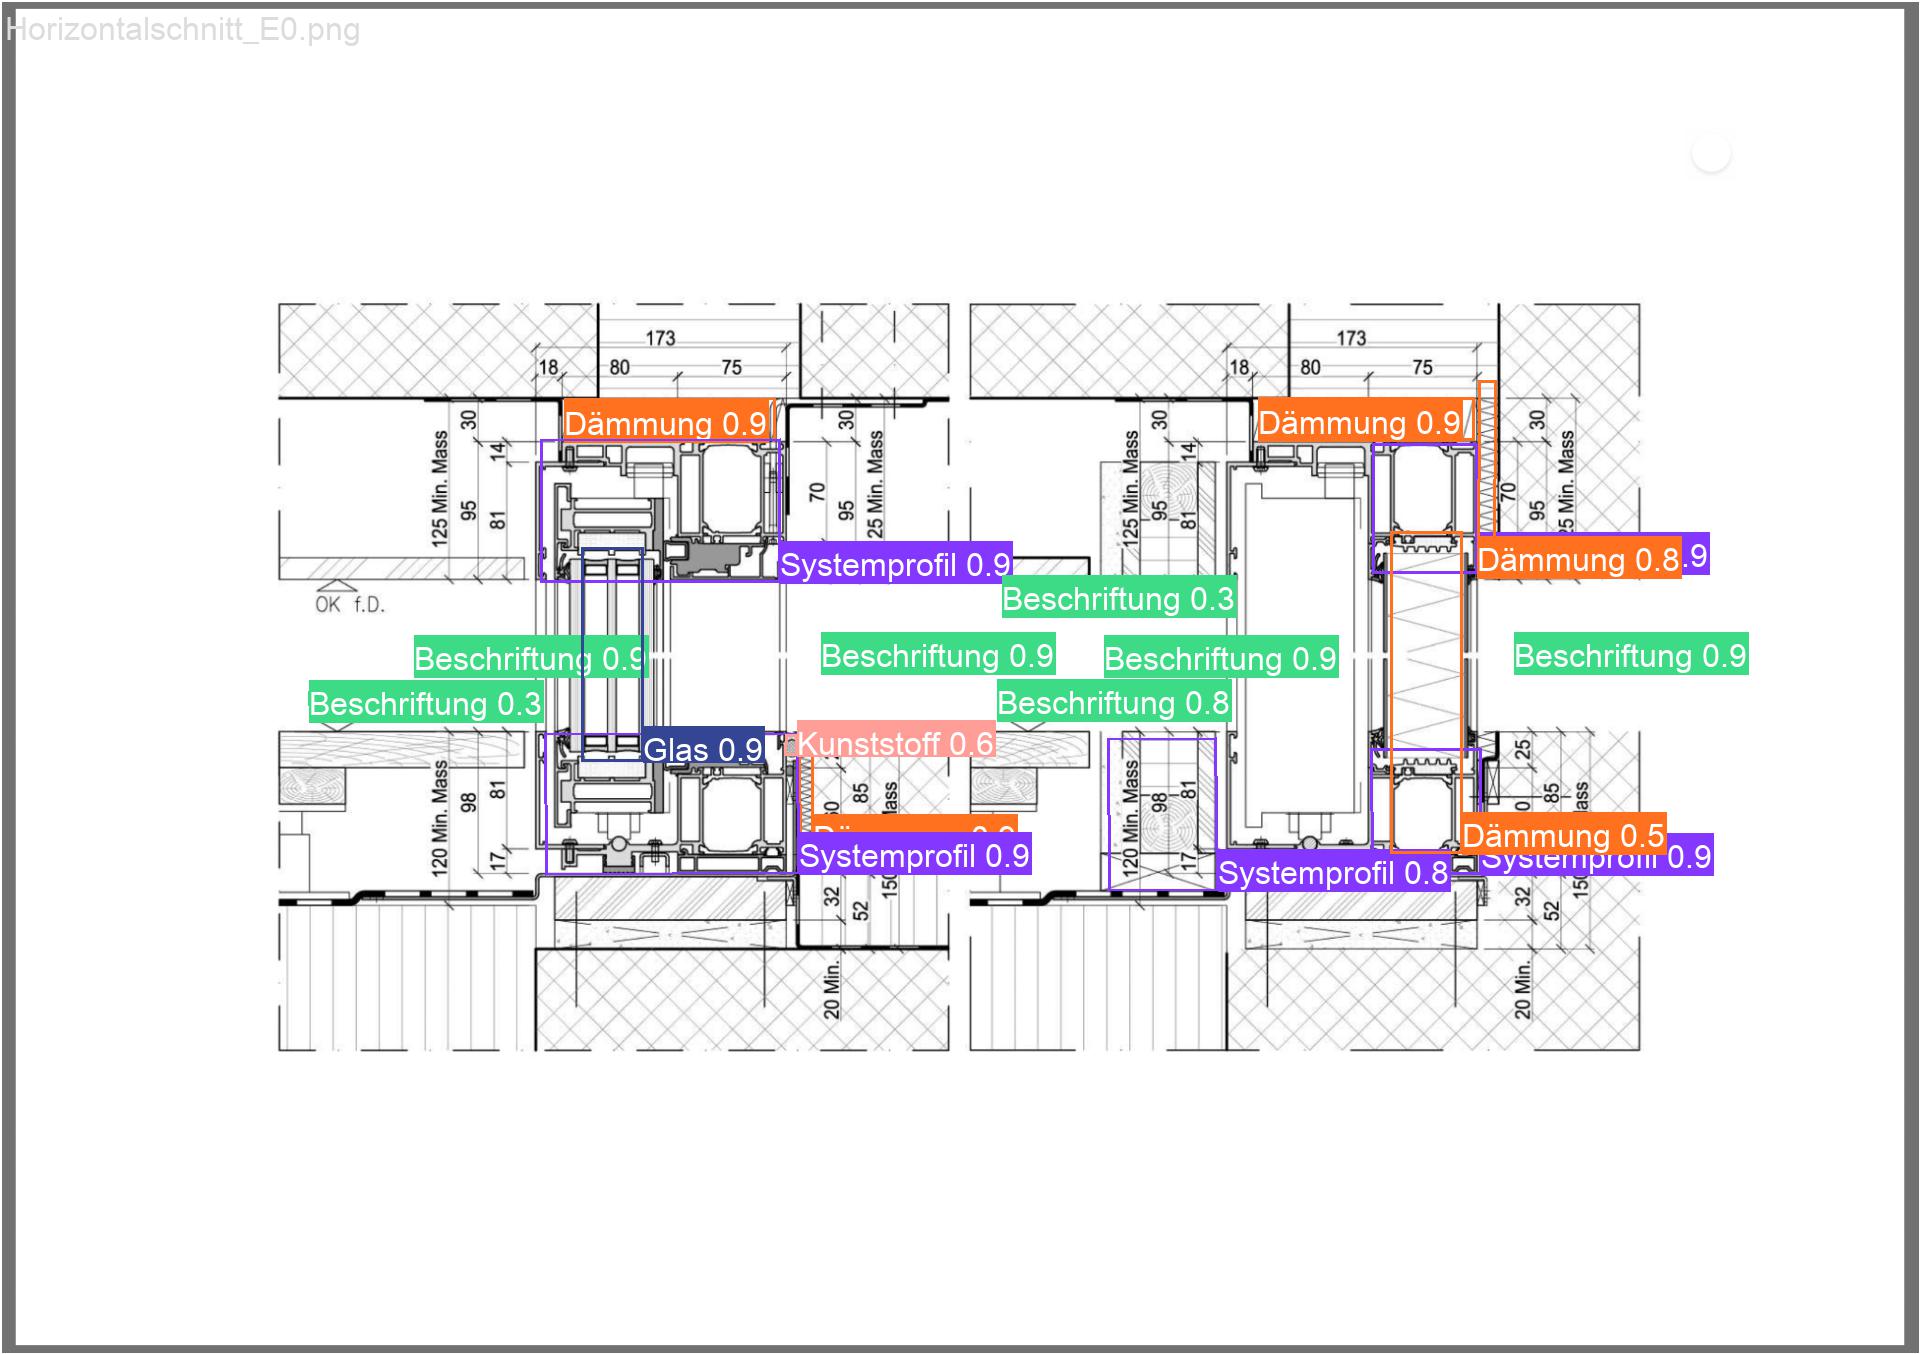 Horizontalschnitt_E0.png
173
18
80
75
173
18
80
75
Dämmung 0.9
Dämmung 0.9
30
14
125 Min. Mass
95
81
30
70
95
25 Min. Mass
30
14
125 Min. Mass
95
81
30
70
95
25 Min. Mass
Systemprofil 0.9
Dämmung 0.8
.9
OK f.D.
Beschriftung 0.3
Beschriftung 0.9
Beschriftung 0.9
Beschriftung 0.9
Beschriftung 0.9
Beschriftung 0.3
Beschriftung 0.8
Glas 0.9
Kunststoff 0.6
120 Min. Mass
98
81
17
85
32
52
150
20 Min.
120 Min. Mass
98
81
17
25
85
32
52
150
20 Min.
Systemprofil 0.9
Dämmung 0.5
Systemprofil 0.9
Systemprofil 0.8